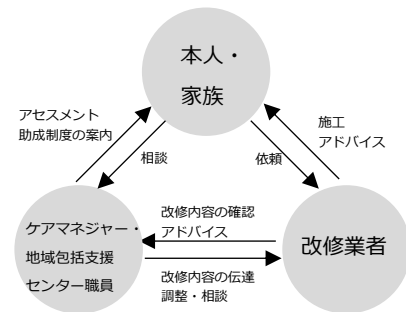 本人・
家族
アセスメント
助成制度の案内
相談
依頼
施工
アドバイス
ケアマネジャー・
地域包括支援
センター職員
改修内容の確認
アドバイス
改修内容の伝達
調整・相談
改修業者